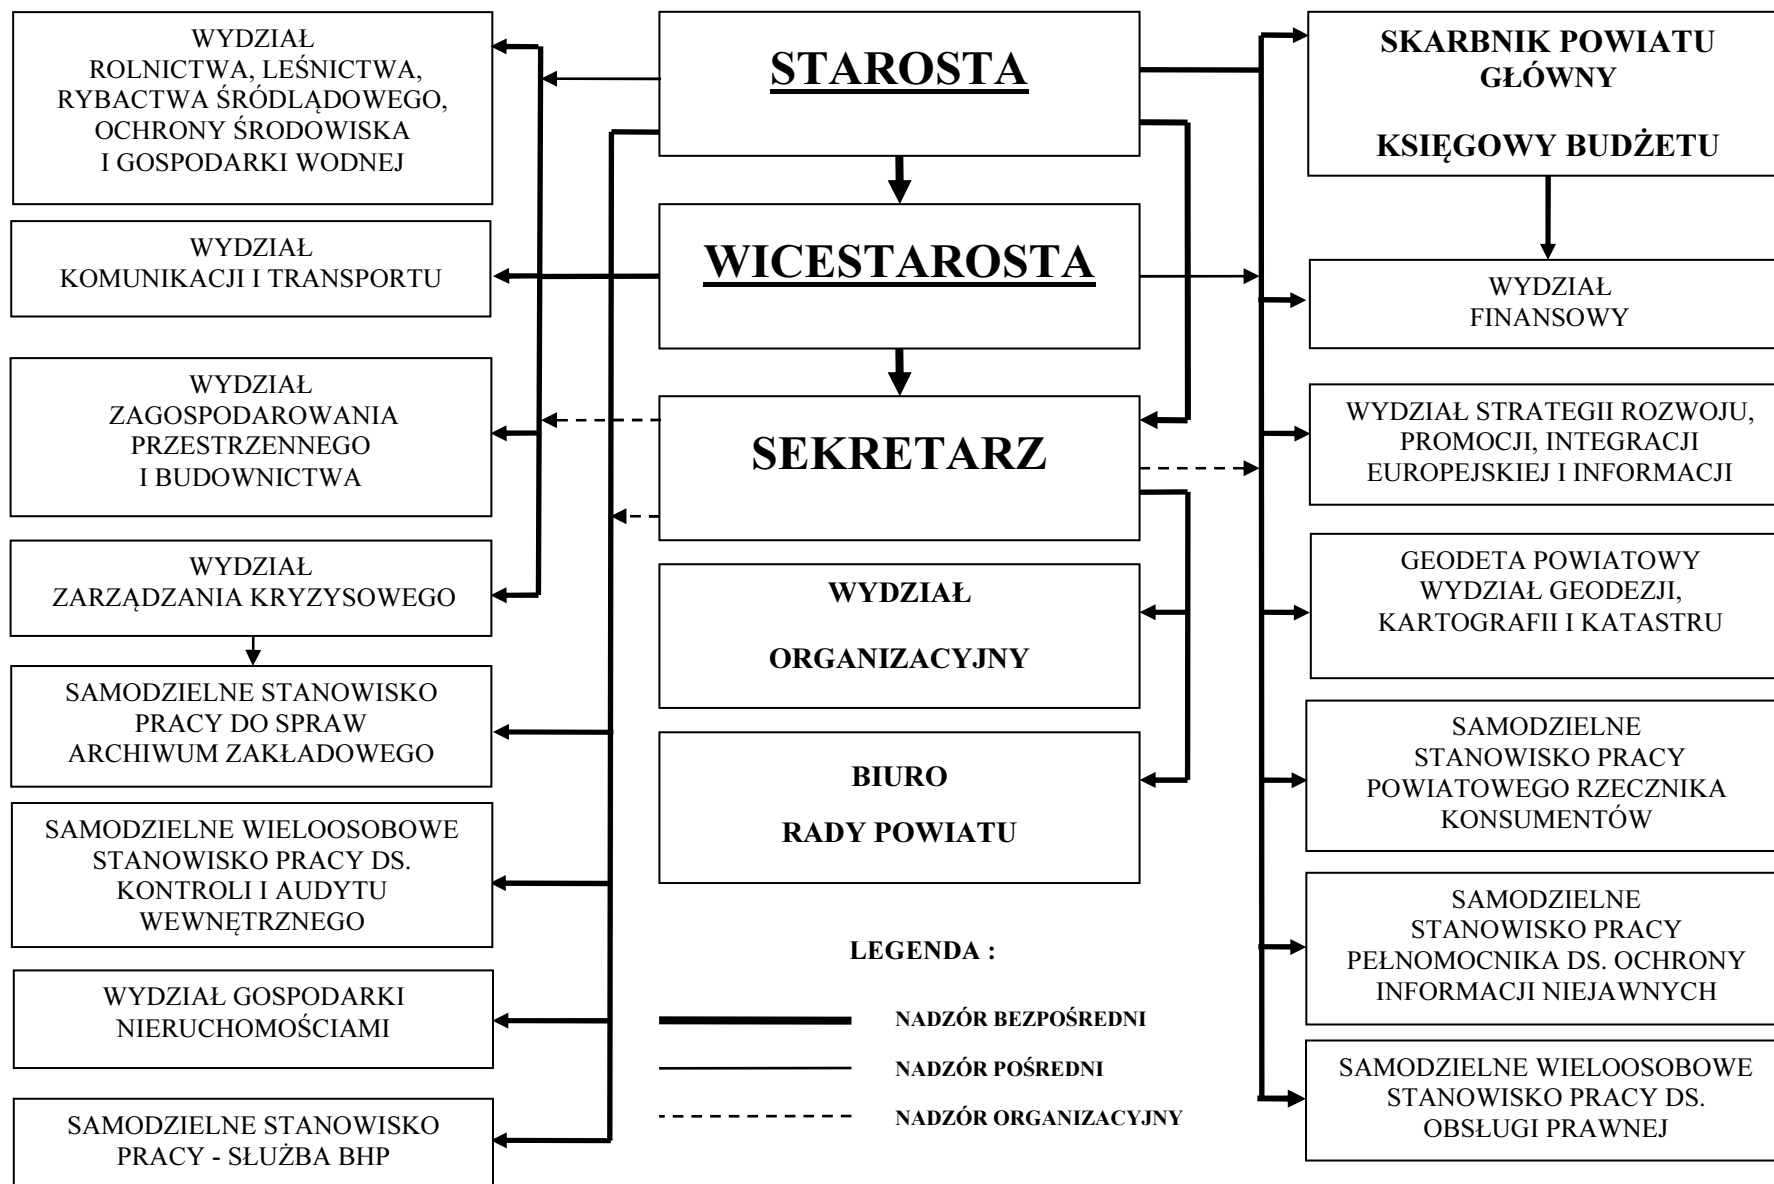 WYDZIAŁ
ROLNICTWA, LEŚNICTWA,
RYBACTWA ŚRÓDLĄDOWEGO,
OCHRONY ŚRODOWISKA
I GOSPODARKI WODNEJ
WYDZIAŁ
KOMUNIKACJI I TRANSPORTU
WYDZIAŁ
ZAGOSPODAROWANIA
PRZESTRZENNEGO
I BUDOWNICTWA
WYDZIAŁ
ZARZĄDZANIA KRYZYSOWEGO
SAMODZIELNE STANOWISKO
PRACY DO SPRAW
ARCHIWUM ZAKŁADOWEGO
SAMODZIELNE WIELOOSOBOWE
STANOWISKO PRACY DS.
KONTROLI I AUDYTU
WEWNĘTRZNEGO
WYDZIAŁ GOSPODARKI
NIERUCHOMOŚCIAMI
SAMODZIELNE STANOWISKO
PRACY - SŁUŻBA BHP
STAROSTA
WICESTAROSTA
SEKRETARZ
WYDZIAŁ
ORGANIZACYJNY
BIURO
RADY POWIATU
LEGENDA :
NADZÓR BEZPOŚREDNI
NADZÓR POŚREDNI
NADZÓR ORGANIZACYJNY
SKARBNIK POWIATU
GŁÓWNY
KSIĘGOWY BUDŻETU
WYDZIAŁ
FINANSOWY
WYDZIAŁ STRATEGII ROZWOJU,
PROMOCJI, INTEGRACJI
EUROPEJSKIEJ I INFORMACJI
GEODETA POWIATOWY
WYDZIAŁ GEODEZJI,
KARTOGRAFII I KATASTRU
SAMODZIELNE
STANOWISKO PRACY
POWIATOWEGO RZECZNIKA
KONSUMENTÓW
SAMODZIELNE
STANOWISKO PRACY
PEŁNOMOCNIKA DS. OCHRONY
INFORMACJI NIEJAWNYCH
SAMODZIELNE WIELOOSOBOWE
STANOWISKO PRACY DS.
OBSŁUGI PRAWNEJ